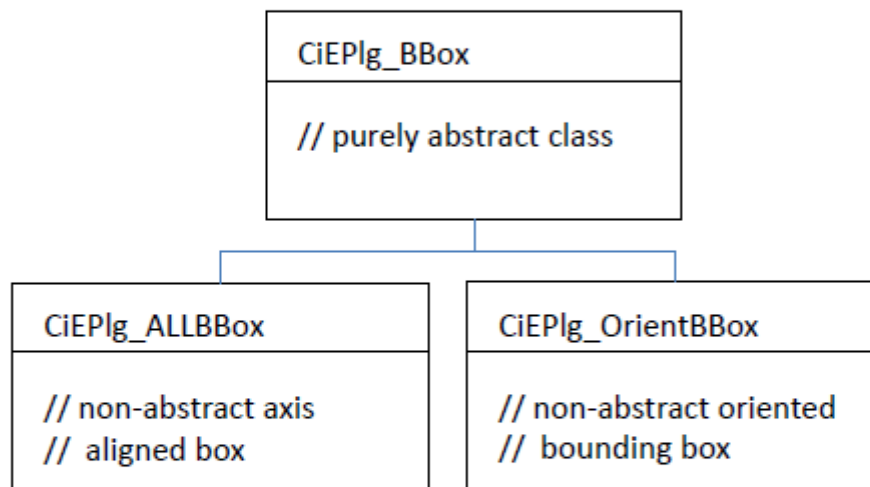 CiEPlg_BBox
// purely abstract class
CiEPlg_ALLBBox
// non-abstract axis
// aligned box
CiEPlg_OrientBBox
// non-abstract oriented
// bounding box